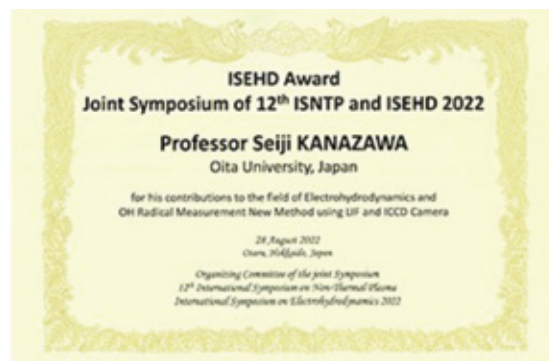 ISEHD Award
Joint Symposium of 12th ISNTP and ISEHD 2022
Professor Seiji KANAZAWA
Oita University, Japan
for his contributions to the field of Electrohydrodynamics and
OH Radical Measurement New Method using LIF and ICCD Camera
28 August 2022
Otaru, Hokkaido, Japan
Organizing Committee of the joint Symposium
12th International Symposium on Non-Thermal Plasma
International Symposium on Electrohydrodynamics 2022